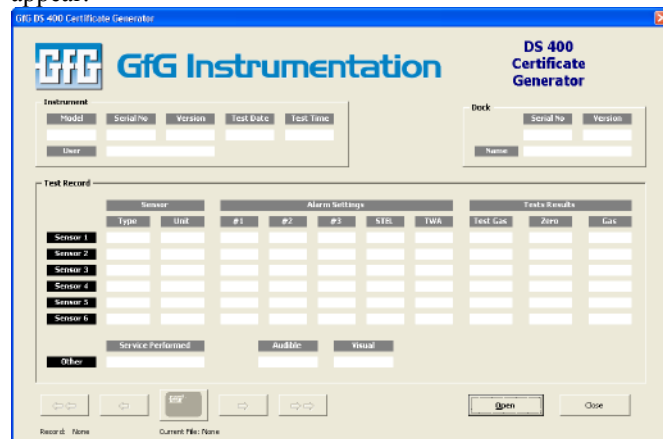 appear.
GfG DS 400 Certificate Generator
GfG GfG Instrumentation
DS 400
Certificate
Generator
Instrument
Model Serial No Version Test Date Test Time
User
Dock
Serial No Version
Name
Test Record
Sensor Alarm Settings Tests Results
Type Unit #1 #2 #3 STEL TWA Test Gas Zero Gas
Sensor 1
Sensor 2
Sensor 3
Sensor 4
Sensor 5
Sensor 6
Service Performed Audible Visual
Other
Open Close
Record: None Current File: None